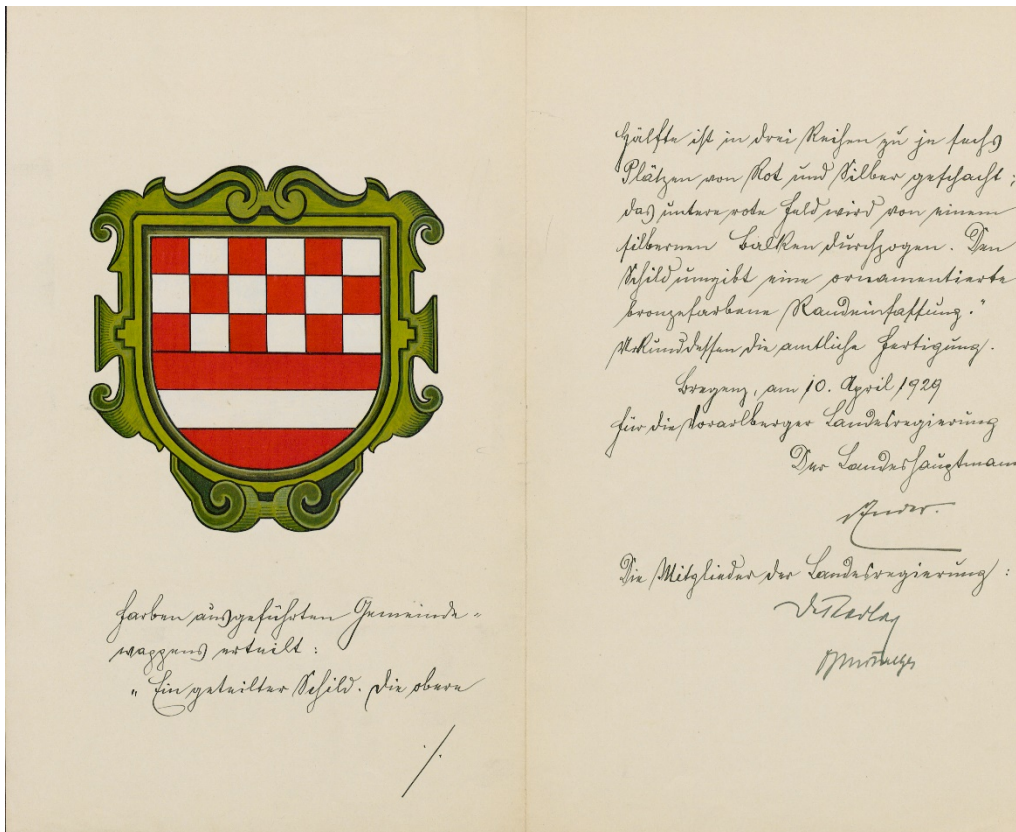 Farben ausgeführten Gemeinde-
wappens erteilt:
„Ein geteilter Schild. Die obere
./.
Hälfte ist in drei Reihen zu je sechs
Plätzen von Rot und Silber geschacht;
das untere rote Feld wird von einem
silbernen Balken durchzogen. Den
Schild umgibt eine ornamentierte
bronzefarbene Randeinfassung."
Urkunddessen die amtliche Fertigung.
Bregenz, am 10. April 1929
Für die Vorarlberger Landesregierung
Der Landeshauptmann
Ender.
Die Mitglieder der Landesregierung: